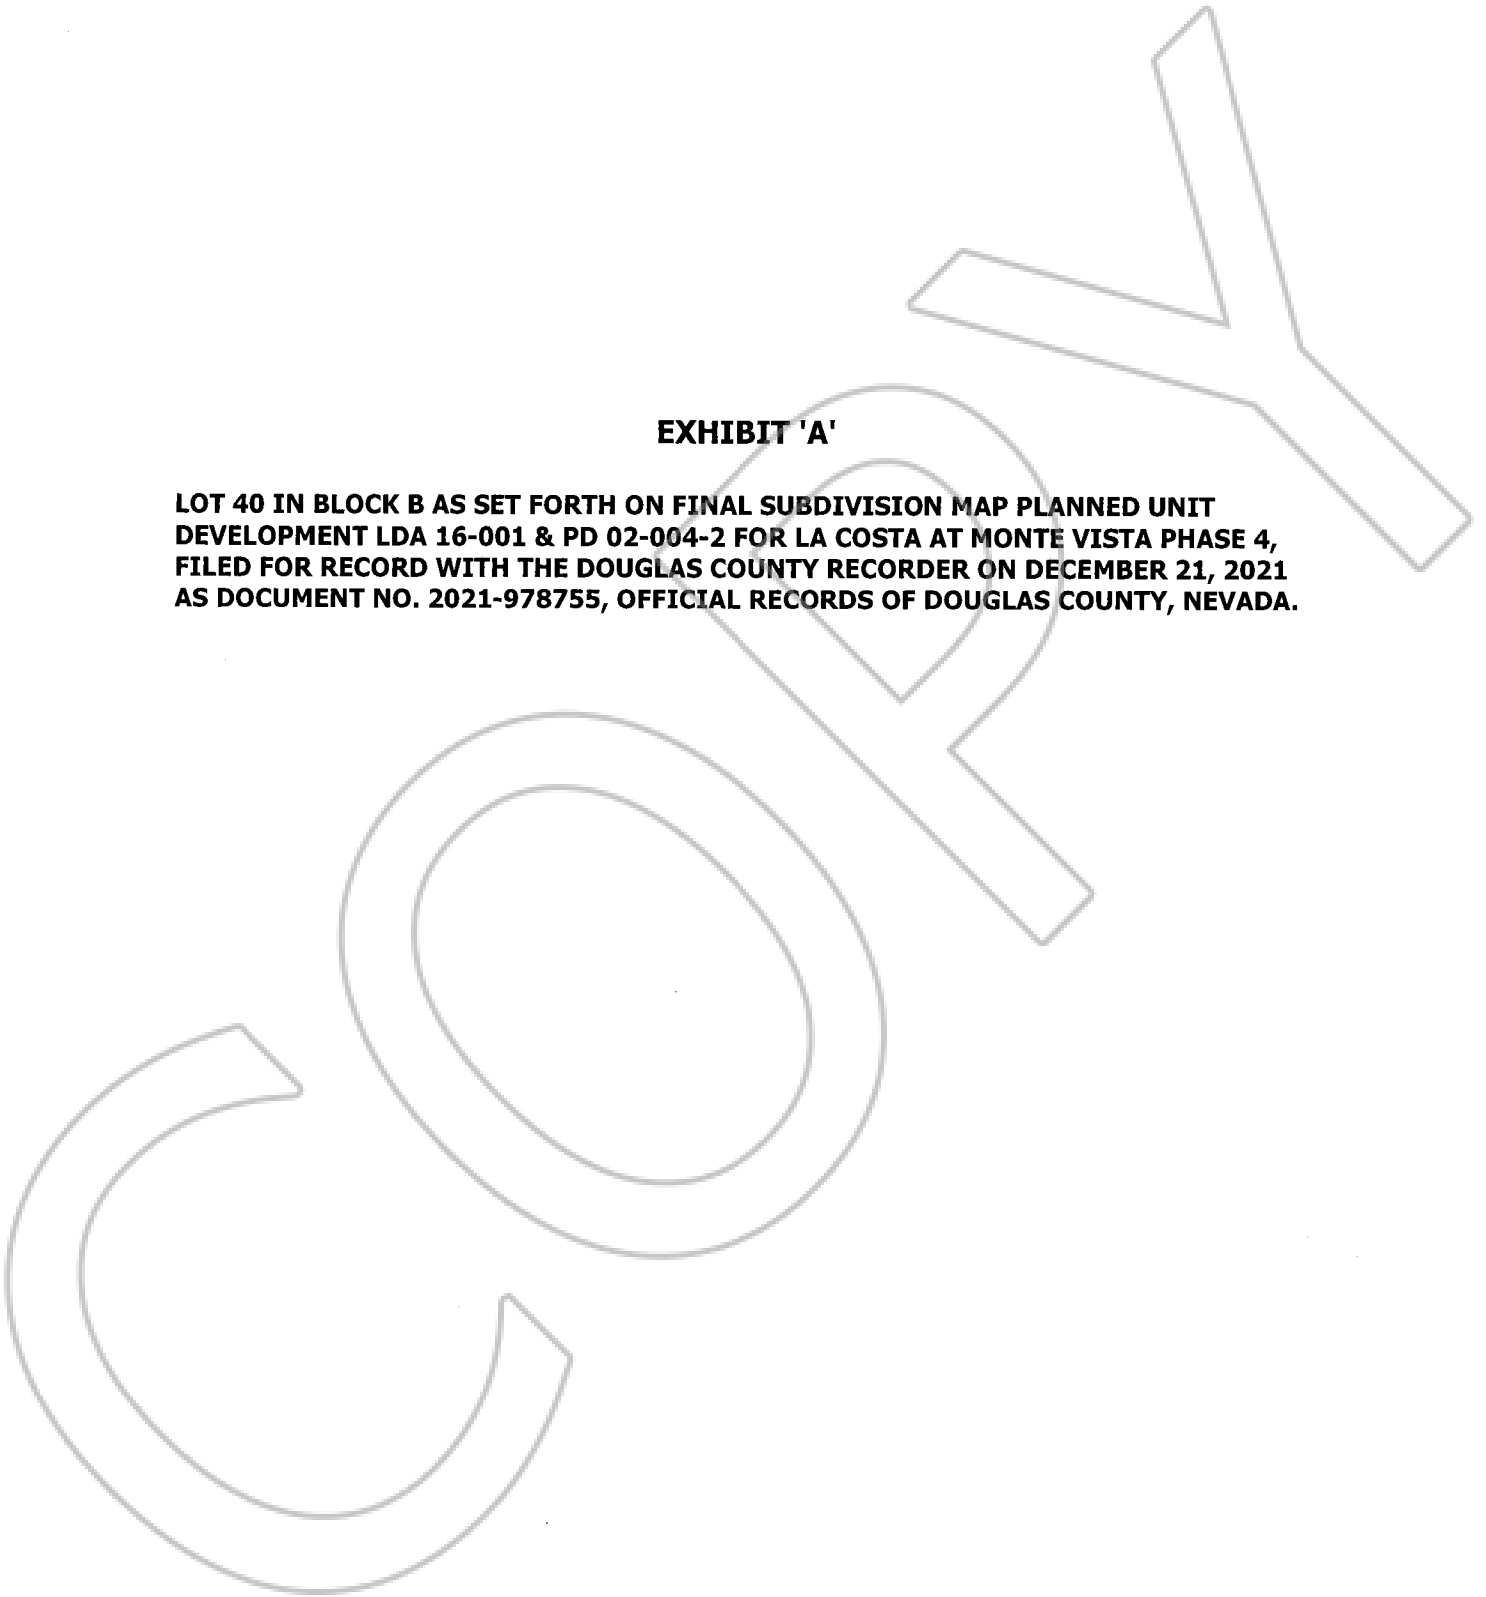 EXHIBIT 'A'
LOT 40 IN BLOCK B AS SET FORTH ON FINAL SUBDIVISION MAP PLANNED UNIT
DEVELOPMENT LDA 16-001 & PD 02-004-2 FOR LA COSTA AT MONTE VISTA PHASE 4,
FILED FOR RECORD WITH THE DOUGLAS COUNTY RECORDER ON DECEMBER 21, 2021
AS DOCUMENT NO. 2021-978755, OFFICIAL RECORDS OF DOUGLAS COUNTY, NEVADA.
COPY